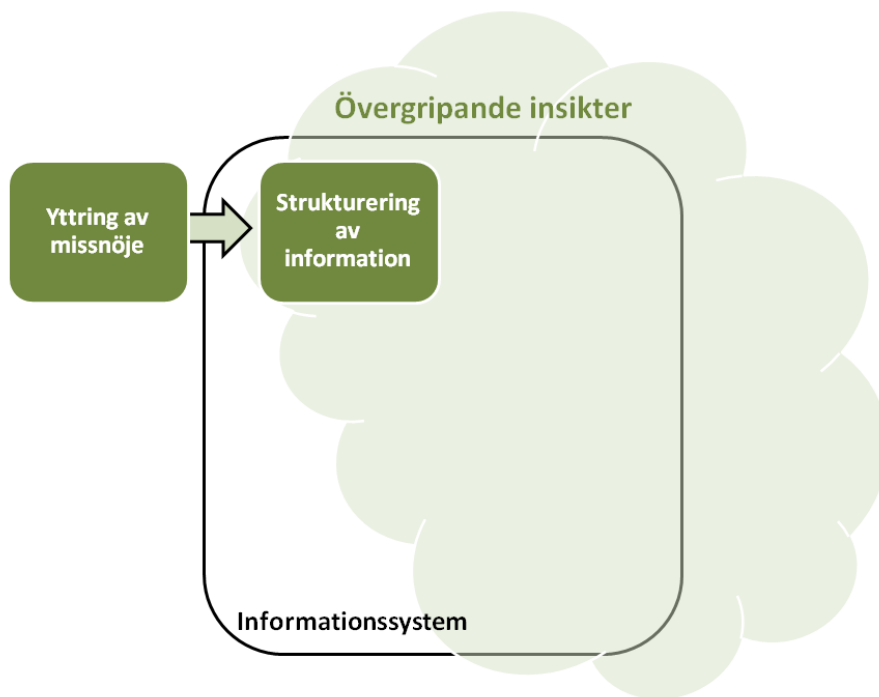 Övergripande insikter
Yttring av
missnöje
Strukturering
av
information
Informationssystem